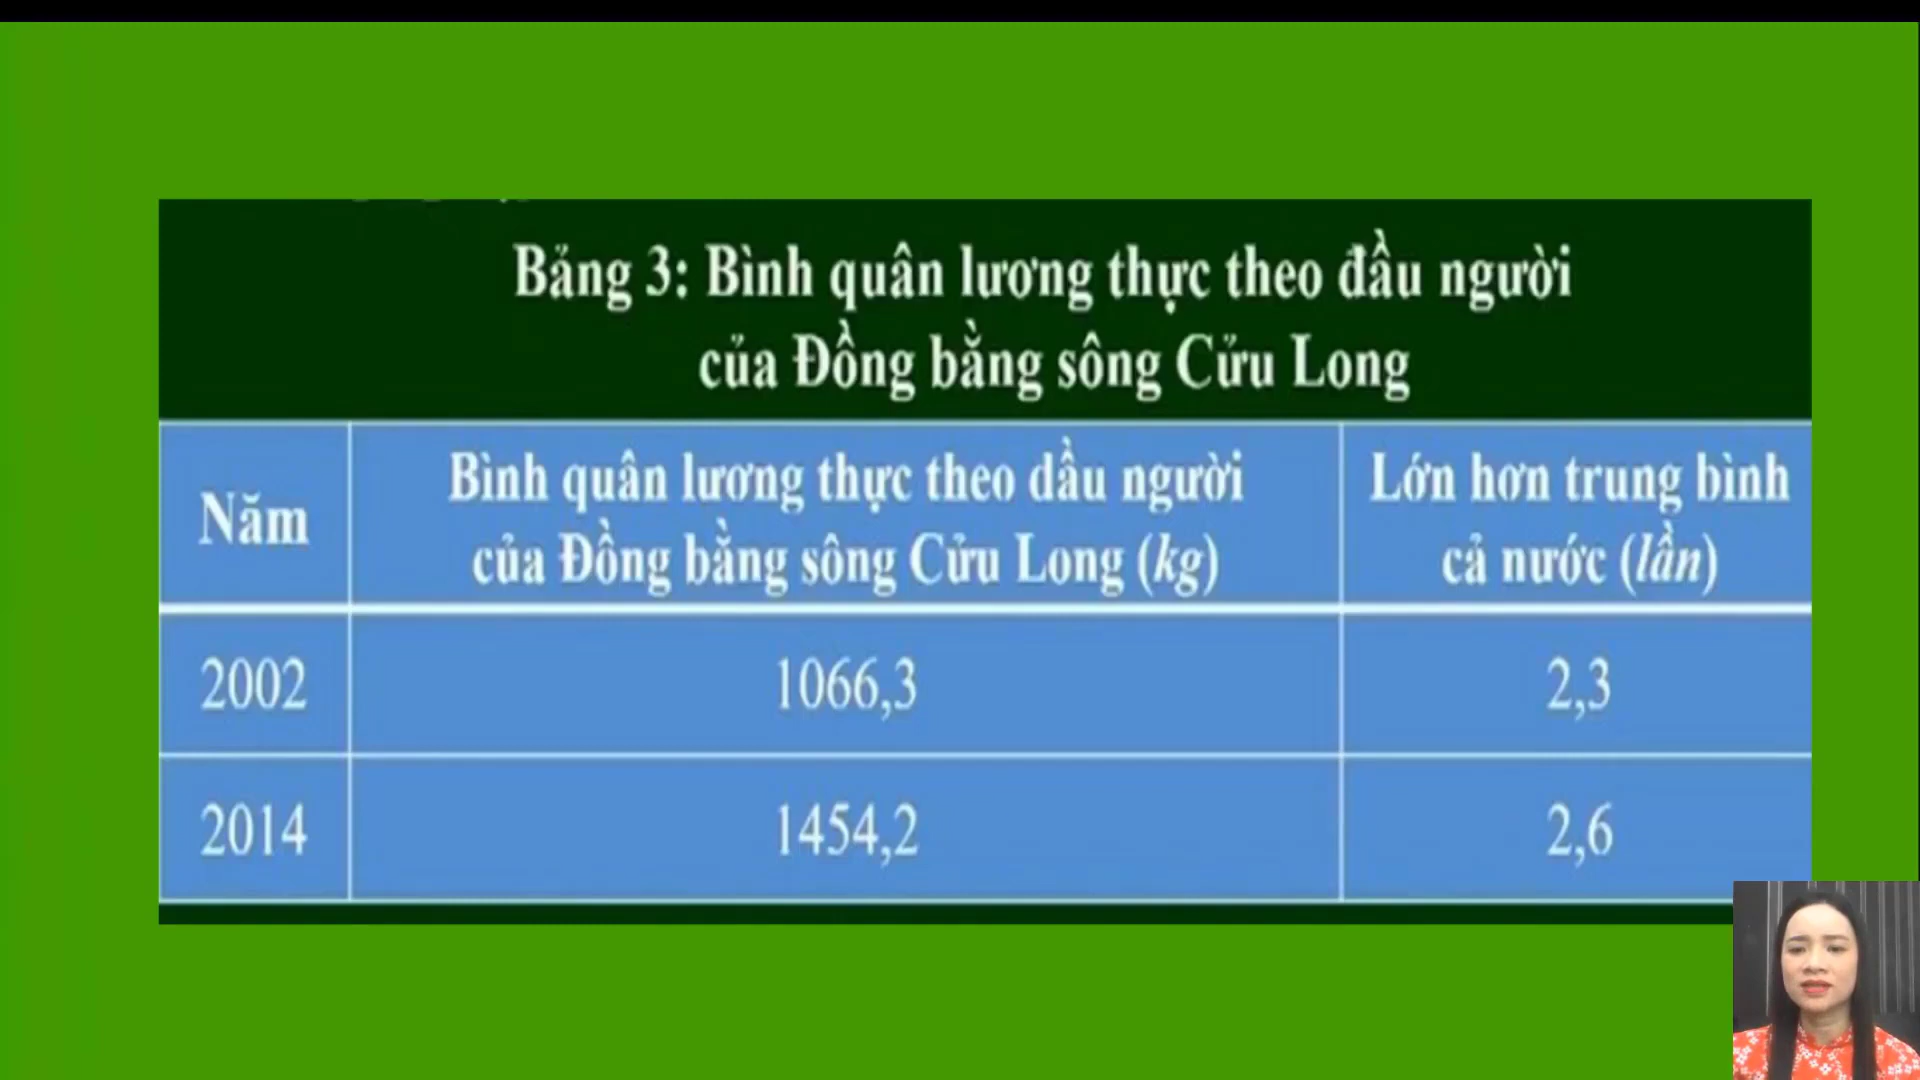 Bảng 3: Bình quân lương thực theo đầu người
của Đồng bằng sông Cửu Long
Năm
Bình quân lương thực theo dầu người
của Đồng bằng sông Cửu Long (kg)
Lớn hơn trung bình
cả nước (lần)
2002
1066,3
2,3
2014
1454,2
2,6